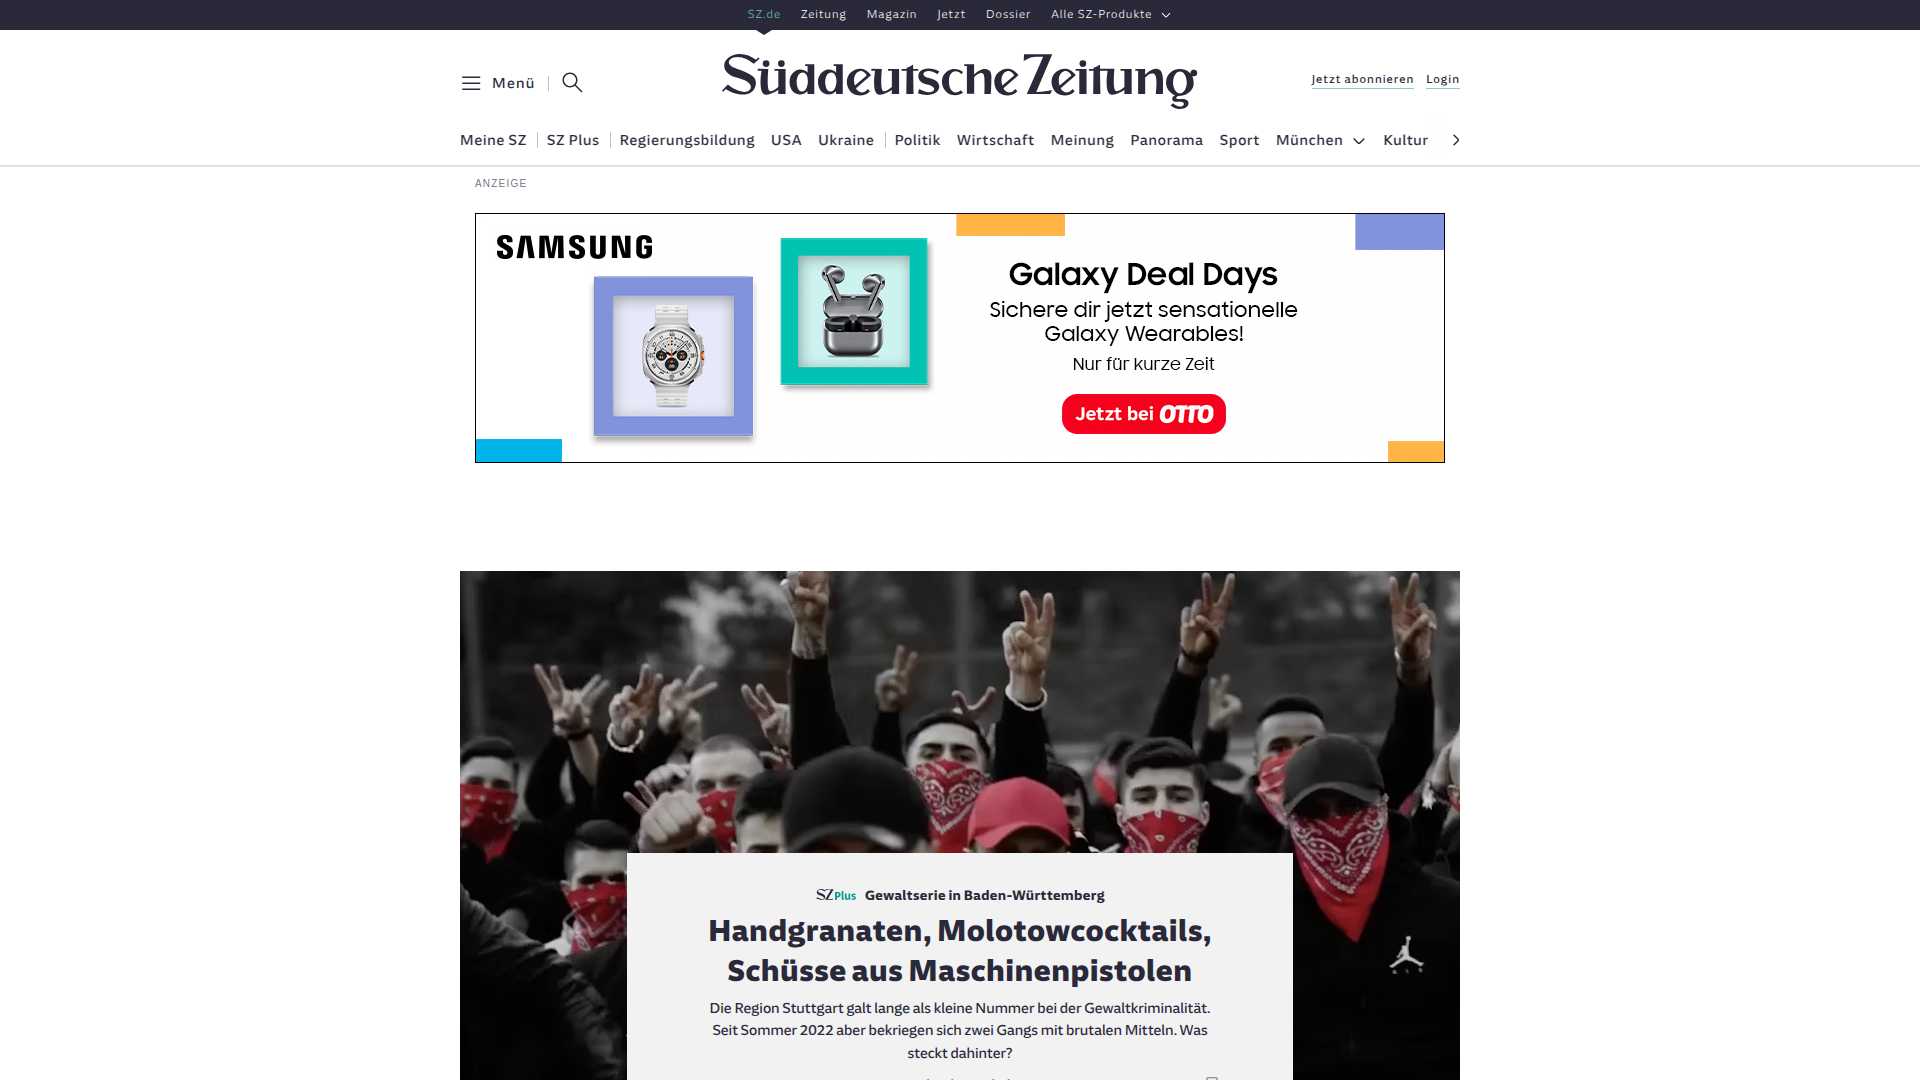 SZ.de Zeitung Magazin Jetzt Dossier Alle SZ-Produkte
Menü
Süddeutsche Zeitung
Jetzt abonnieren Login
Meine SZ SZ Plus Regierungsbildung USA Ukraine Politik Wirtschaft Meinung Panorama Sport München Kultur
ANZEIGE
SAMSUNG
Galaxy Deal Days
Sichere dir jetzt sensationelle
Galaxy Wearables!
Nur für kurze Zeit
Jetzt bei OTTO
SZ Plus Gewaltserie in Baden-Württemberg
Handgranaten, Molotowcocktails,
Schüsse aus Maschinenpistolen
Die Region Stuttgart galt lange als kleine Nummer bei der Gewaltkriminalität.
Seit Sommer 2022 aber bekriegen sich zwei Gangs mit brutalen Mitteln. Was
steckt dahinter?